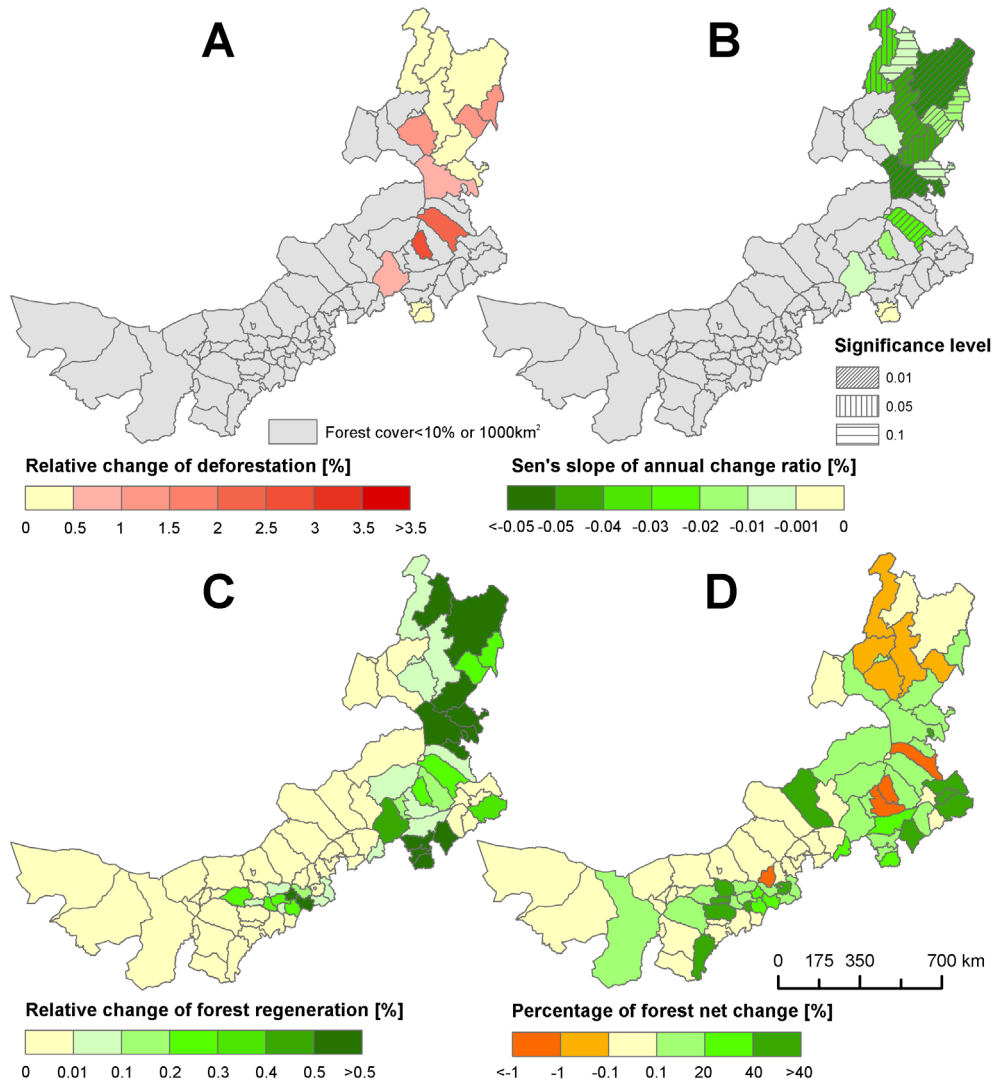 A
B
Significance level
0.01
0.05
0.1
Forest cover<10% or 1000km²
Relative change of deforestation [%]
0 0.5 1 1.5 2 2.5 3 3.5 >3.5
Sen's slope of annual change ratio [%]
<-0.05 -0.05 -0.04 -0.03 -0.02 -0.01 -0.001 0
C
D
0 175 350 700 km
Relative change of forest regeneration [%]
0 0.01 0.1 0.2 0.3 0.4 0.5 >0.5
Percentage of forest net change [%]
<-1 -1 -0.1 0.1 20 40 >40